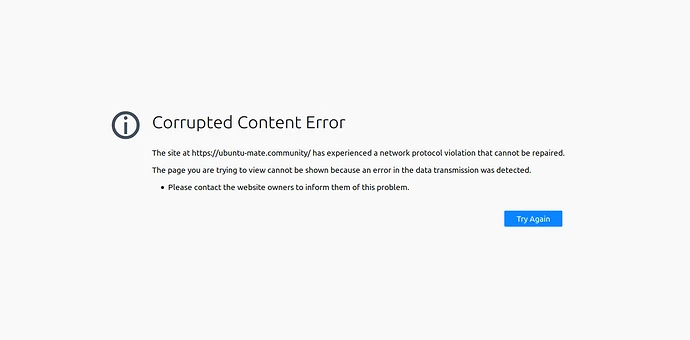 Corrupted Content Error
The site at https://ubuntu-mate.community/ has experienced a network protocol violation that cannot be repaired.
The page you are trying to view cannot be shown because an error in the data transmission was detected.
• Please contact the website owners to inform them of this problem.
Try Again